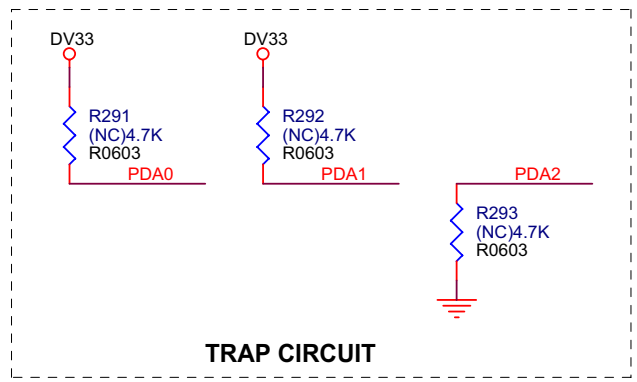 DV33
DV33
R291
(NC)4.7K
R0603
R292
(NC)4.7K
R0603
PDA0
PDA1
PDA2
R293
(NC)4.7K
R0603
TRAP CIRCUIT